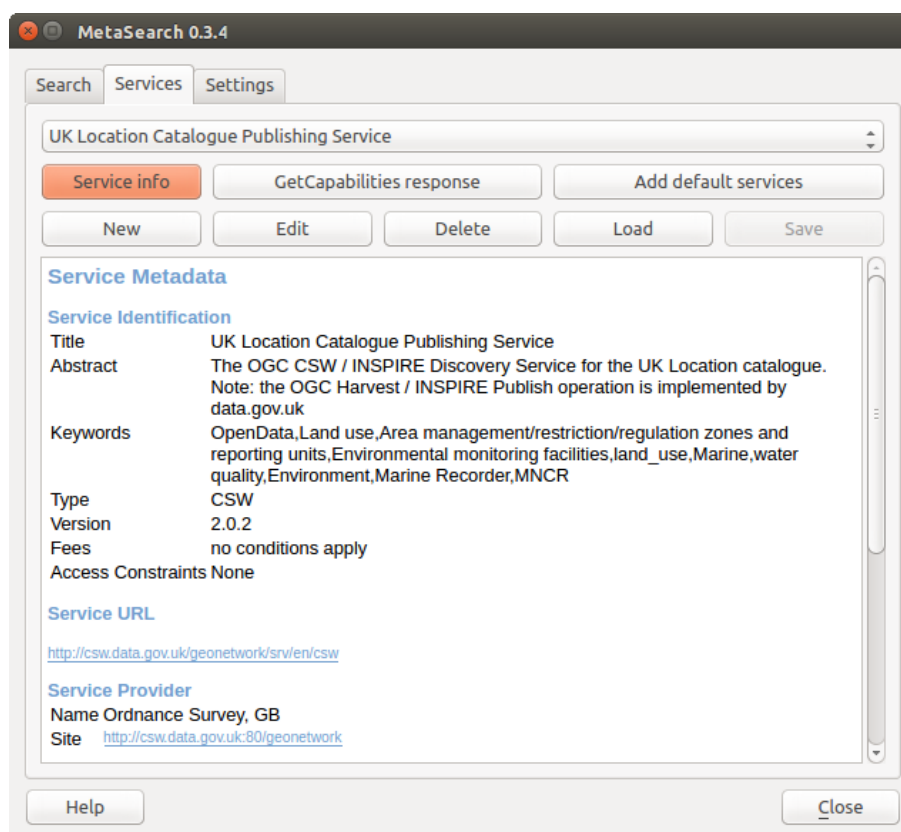 MetaSearch 0.3.4
Search Services Settings
UK Location Catalogue Publishing Service
Service info GetCapabilities response Add default services
New Edit Delete Load Save
Service Metadata
Service Identification
Title UK Location Catalogue Publishing Service
Abstract The OGC CSW / INSPIRE Discovery Service for the UK Location catalogue.
Note: the OGC Harvest / INSPIRE Publish operation is implemented by
data.gov.uk
Keywords OpenData,Land use,Area management/restriction/regulation zones and
reporting units,Environmental monitoring facilities,land_use,Marine,water
quality,Environment,Marine Recorder,MNCR
Type CSW
Version 2.0.2
Fees no conditions apply
Access Constraints None
Service URL
http://csw.data.gov.uk/geonetwork/srv/en/csw
Service Provider
Name Ordnance Survey, GB
Site http://csw.data.gov.uk:80/geonetwork
Help Close